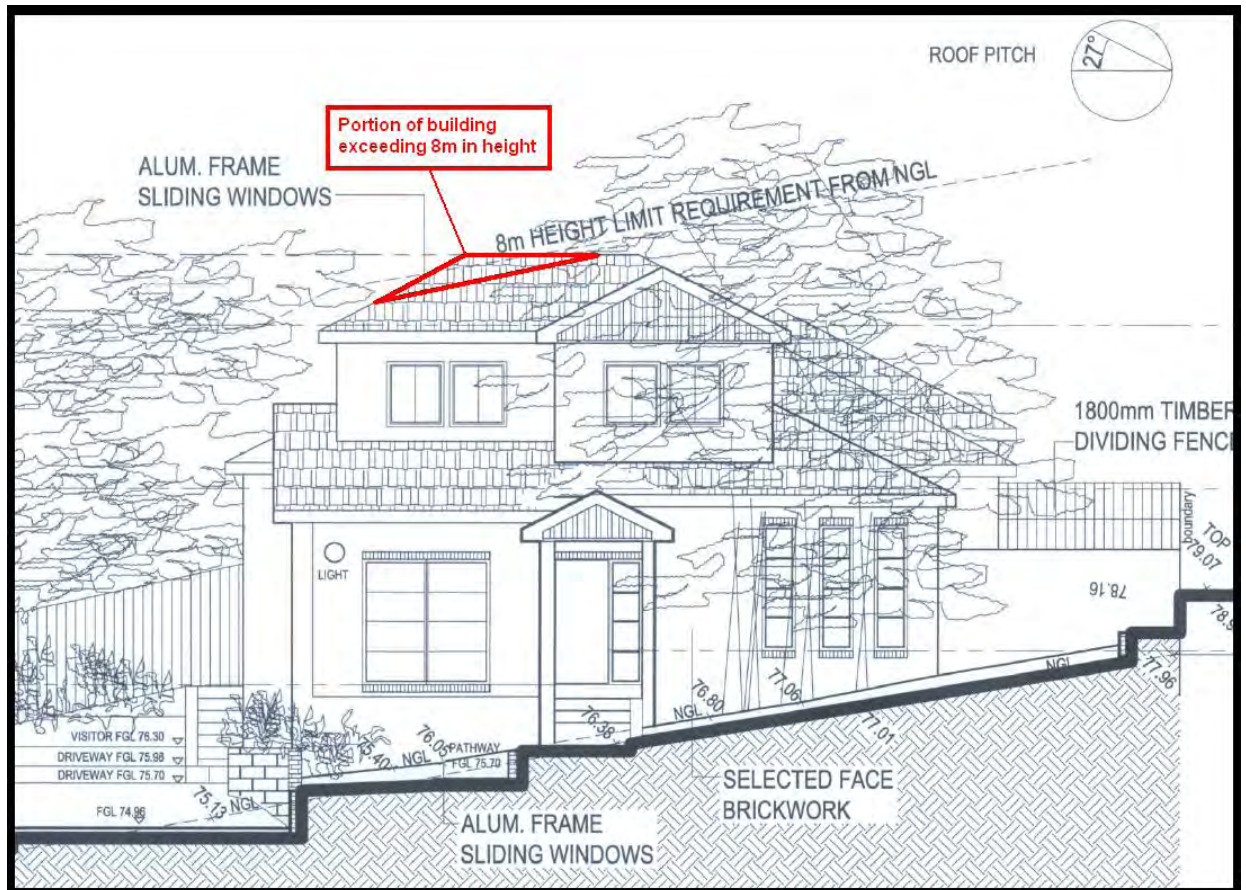 ROOF PITCH
27°
Portion of building
exceeding 8m in height
ALUM. FRAME
SLIDING WINDOWS
8m HEIGHT LIMIT REQUIREMENT FROM NGL
1800mm TIMBER
DIVIDING FENC
boundary
TOP
79.07
LIGHT
78.16
78.9
NGL
77.96
77.06
76.80
NGL
77.01
76.38
VISITOR FGL 76.30
76.05
PATHWAY
75.40
NGL
FGL 75.70
DRIVEWAY FGL 75.98
DRIVEWAY FGL 75.70
SELECTED FACE
BRICKWORK
FGL 74.96
75.13
NGL
ALUM. FRAME
SLIDING WINDOWS